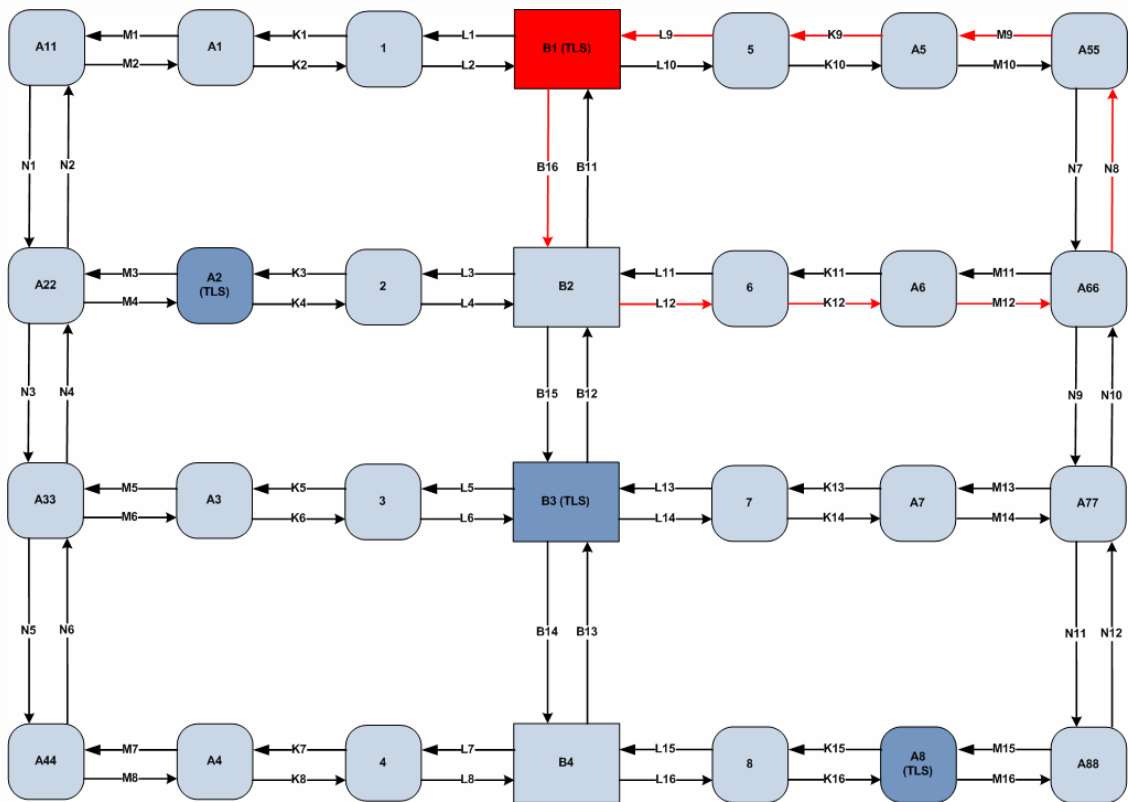 A11
M1
M2
A1
K1
K2
1
L1
L2
B1 (TLS)
L9
L10
5
K9
K10
A5
M9
M10
A55
N1
N2
B16
B11
N7
N8
A22
M3
M4
A2
(TLS)
K3
K4
2
L3
L4
B2
L11
L12
6
K11
K12
A6
M11
M12
A66
N3
N4
B15
B12
N9
N10
A33
M5
M6
A3
K5
K6
3
L5
L6
B3 (TLS)
L13
L14
7
K13
K14
A7
M13
M14
A77
N5
N6
B14
B13
N11
N12
A44
M7
M8
A4
K7
K8
4
L7
L8
B4
L15
L16
8
K15
K16
A8
(TLS)
M15
M16
A88